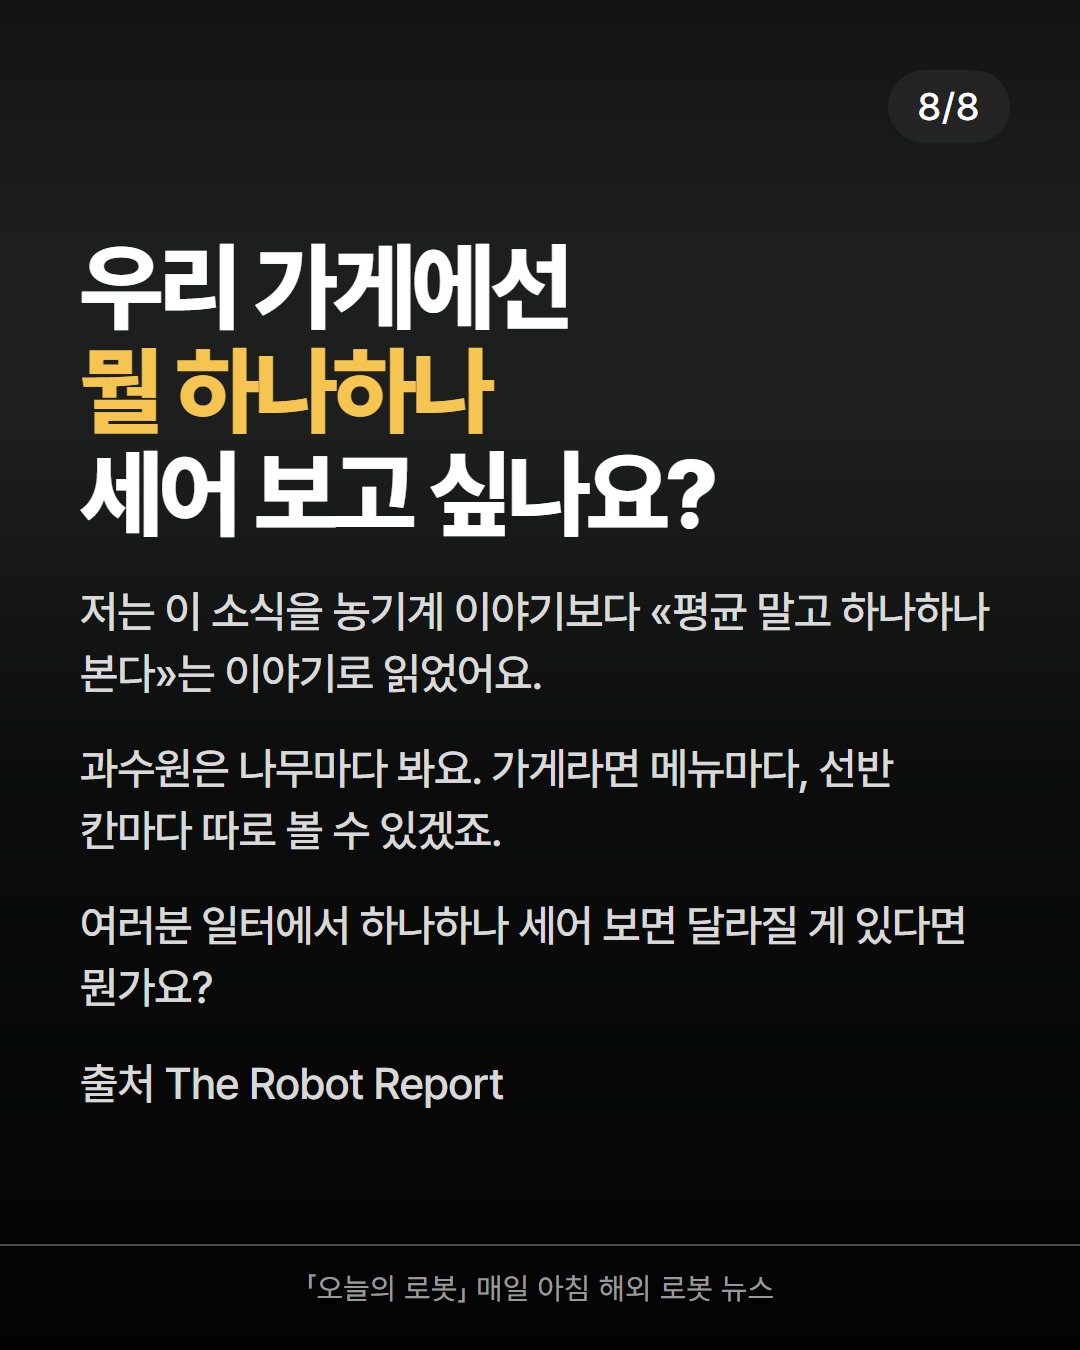 8/8
우리 가게에선
뭘 하나하나
세어 보고 싶나요?
저는 이 소식을 농기계 이야기보다 «평균 말고 하나하나
본다»는 이야기로 읽었어요.
과수원은 나무마다 봐요. 가게라면 메뉴마다, 선반
칸마다 따로 볼 수 있겠죠.
여러분 일터에서 하나하나 세어 보면 달라질 게 있다면
뭔가요?
출처 The Robot Report
「오늘의 로봇」 매일 아침 해외 로봇 뉴스